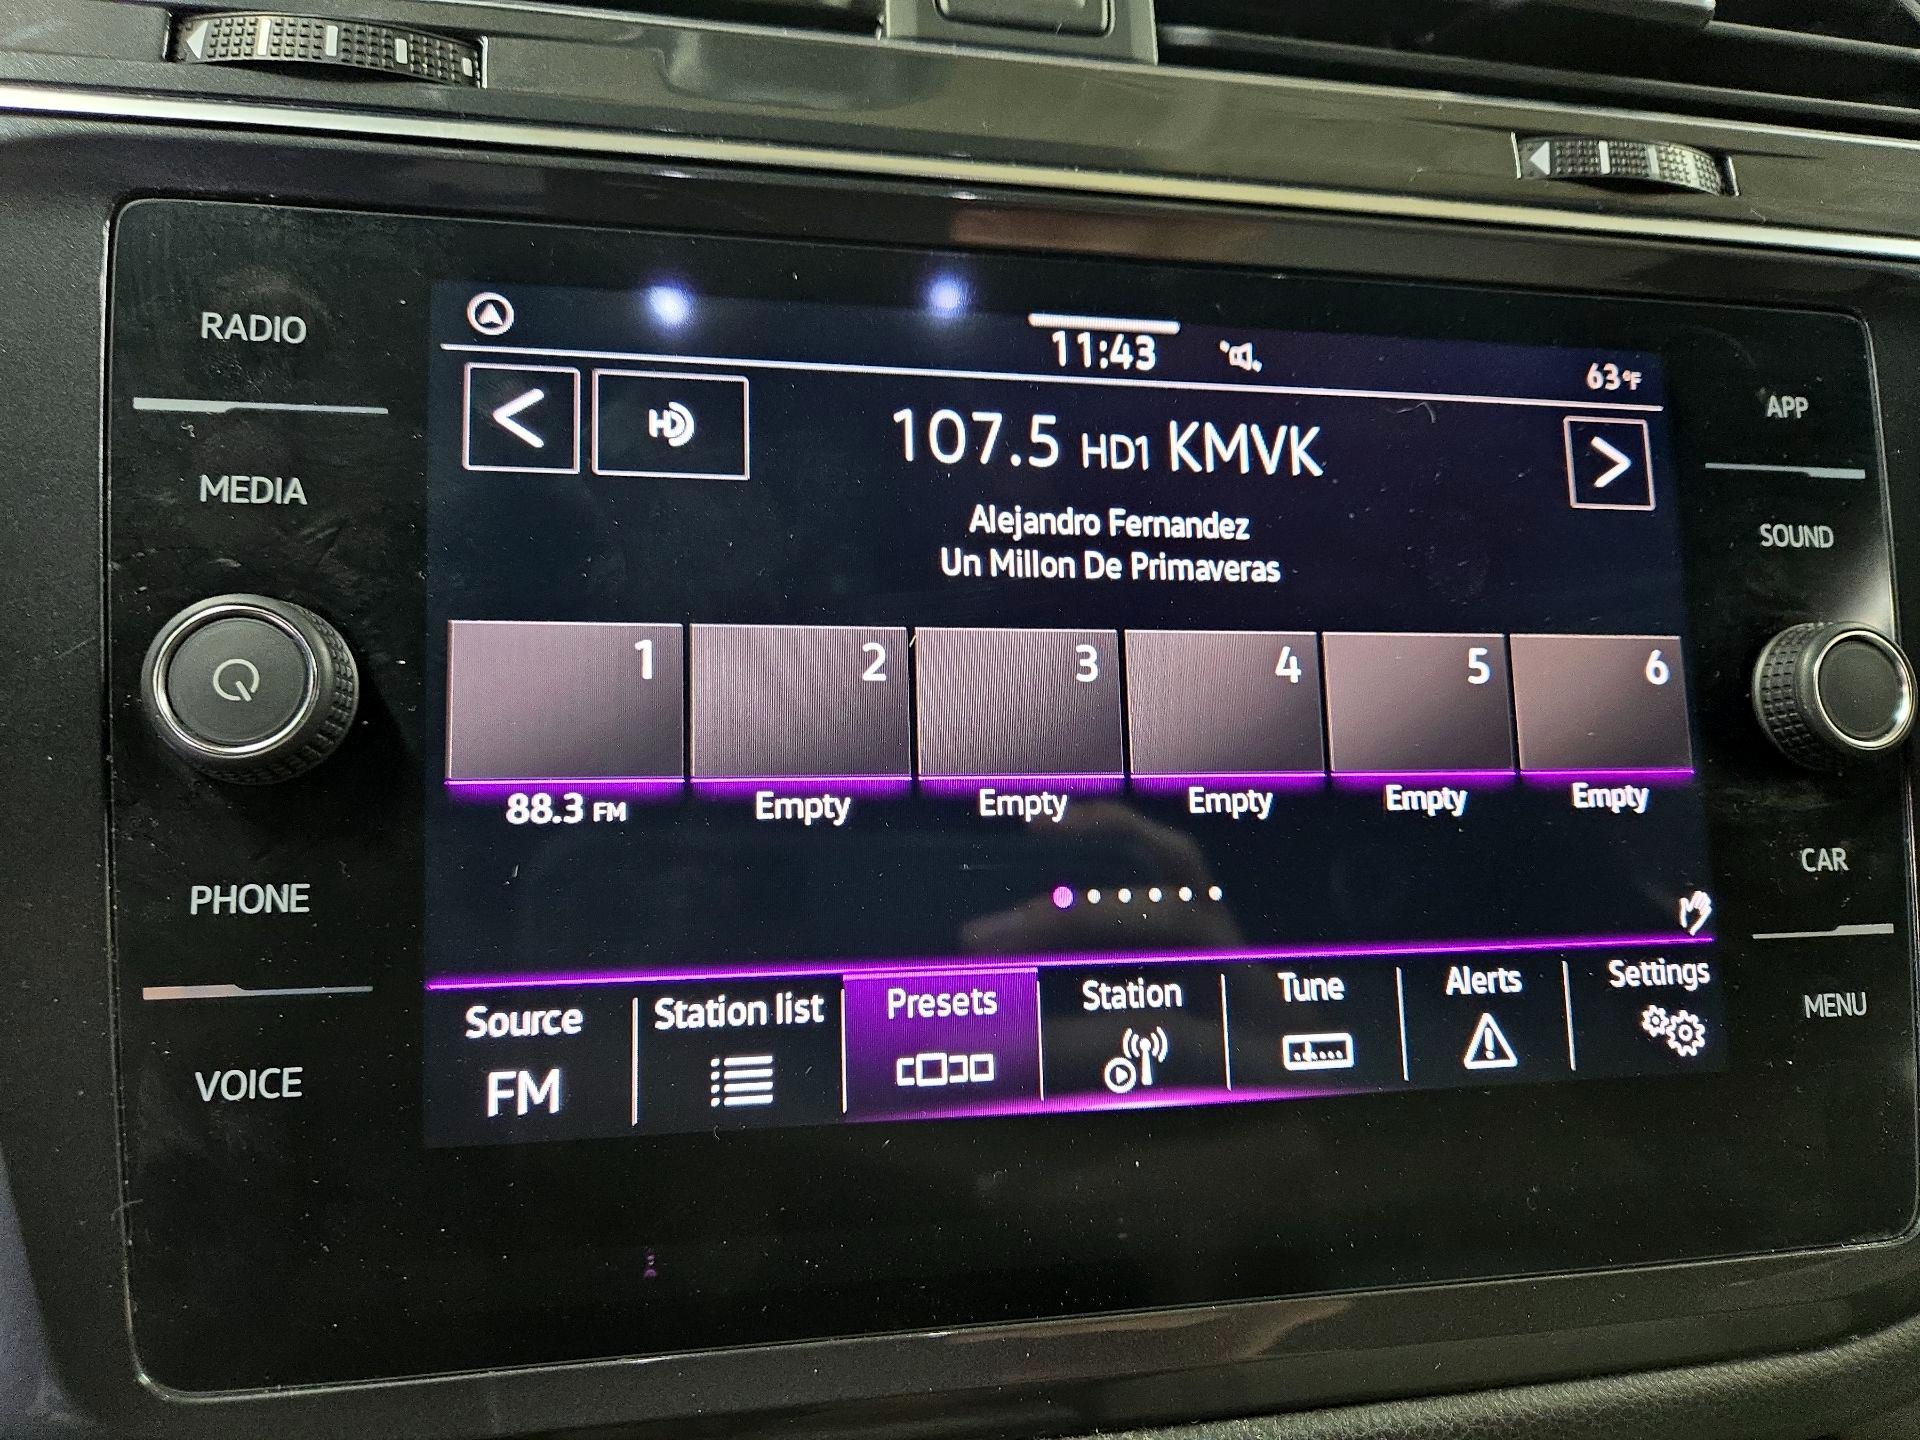 RADIO
MEDIA
PHONE
VOICE
11:43
63°F
HD
107.5 HD1 KMVK
Alejandro Fernandez
Un Millon De Primaveras
1 2 3 4 5 6
88.3 FM Empty Empty Empty Empty Empty
Source Station list Presets Station Tune Alerts Settings
FM
APP
SOUND
CAR
MENU